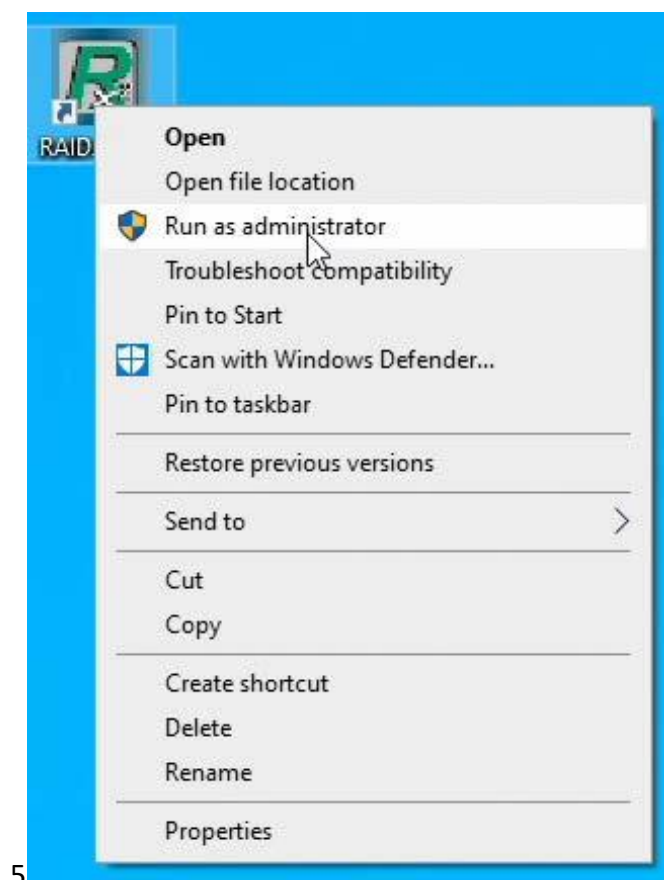 RAID
Open
Open file location
Run as administrator
Troubleshoot compatibility
Pin to Start
Scan with Windows Defender...
Pin to taskbar
Restore previous versions
Send to
Cut
Copy
Create shortcut
Delete
Rename
Properties
5